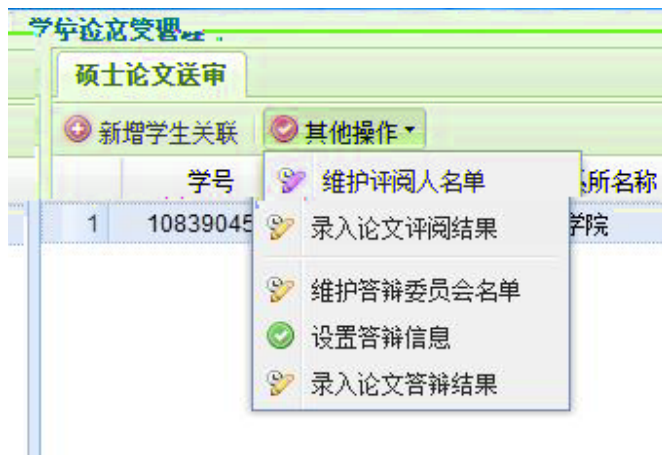 学位论文管理
硕士论文送审
新增学生关联 其他操作
学号 所名称
1 10839045 学院
维护评阅人名单
录入论文评阅结果
维护答辩委员会名单
设置答辩信息
录入论文答辩结果